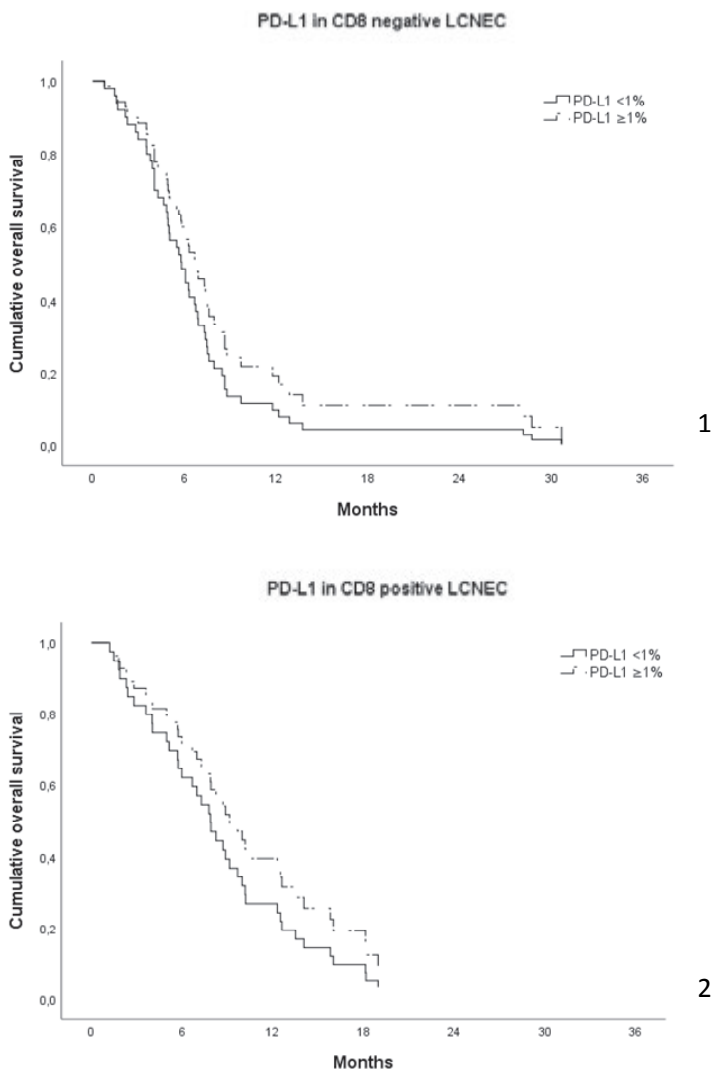 PD-L1 in CD8 negative LCNEC
PD-L1 <1%
PD-L1 ≥1%
Cumulative overall survival
1,0
0,8
0,6
0,4
0,2
0,0
0 6 12 18 24 30 36
Months
1
PD-L1 in CD8 positive LCNEC
PD-L1 <1%
PD-L1 ≥1%
Cumulative overall survival
1,0
0,8
0,6
0,4
0,2
0,0
0 6 12 18 24 30 36
Months
2